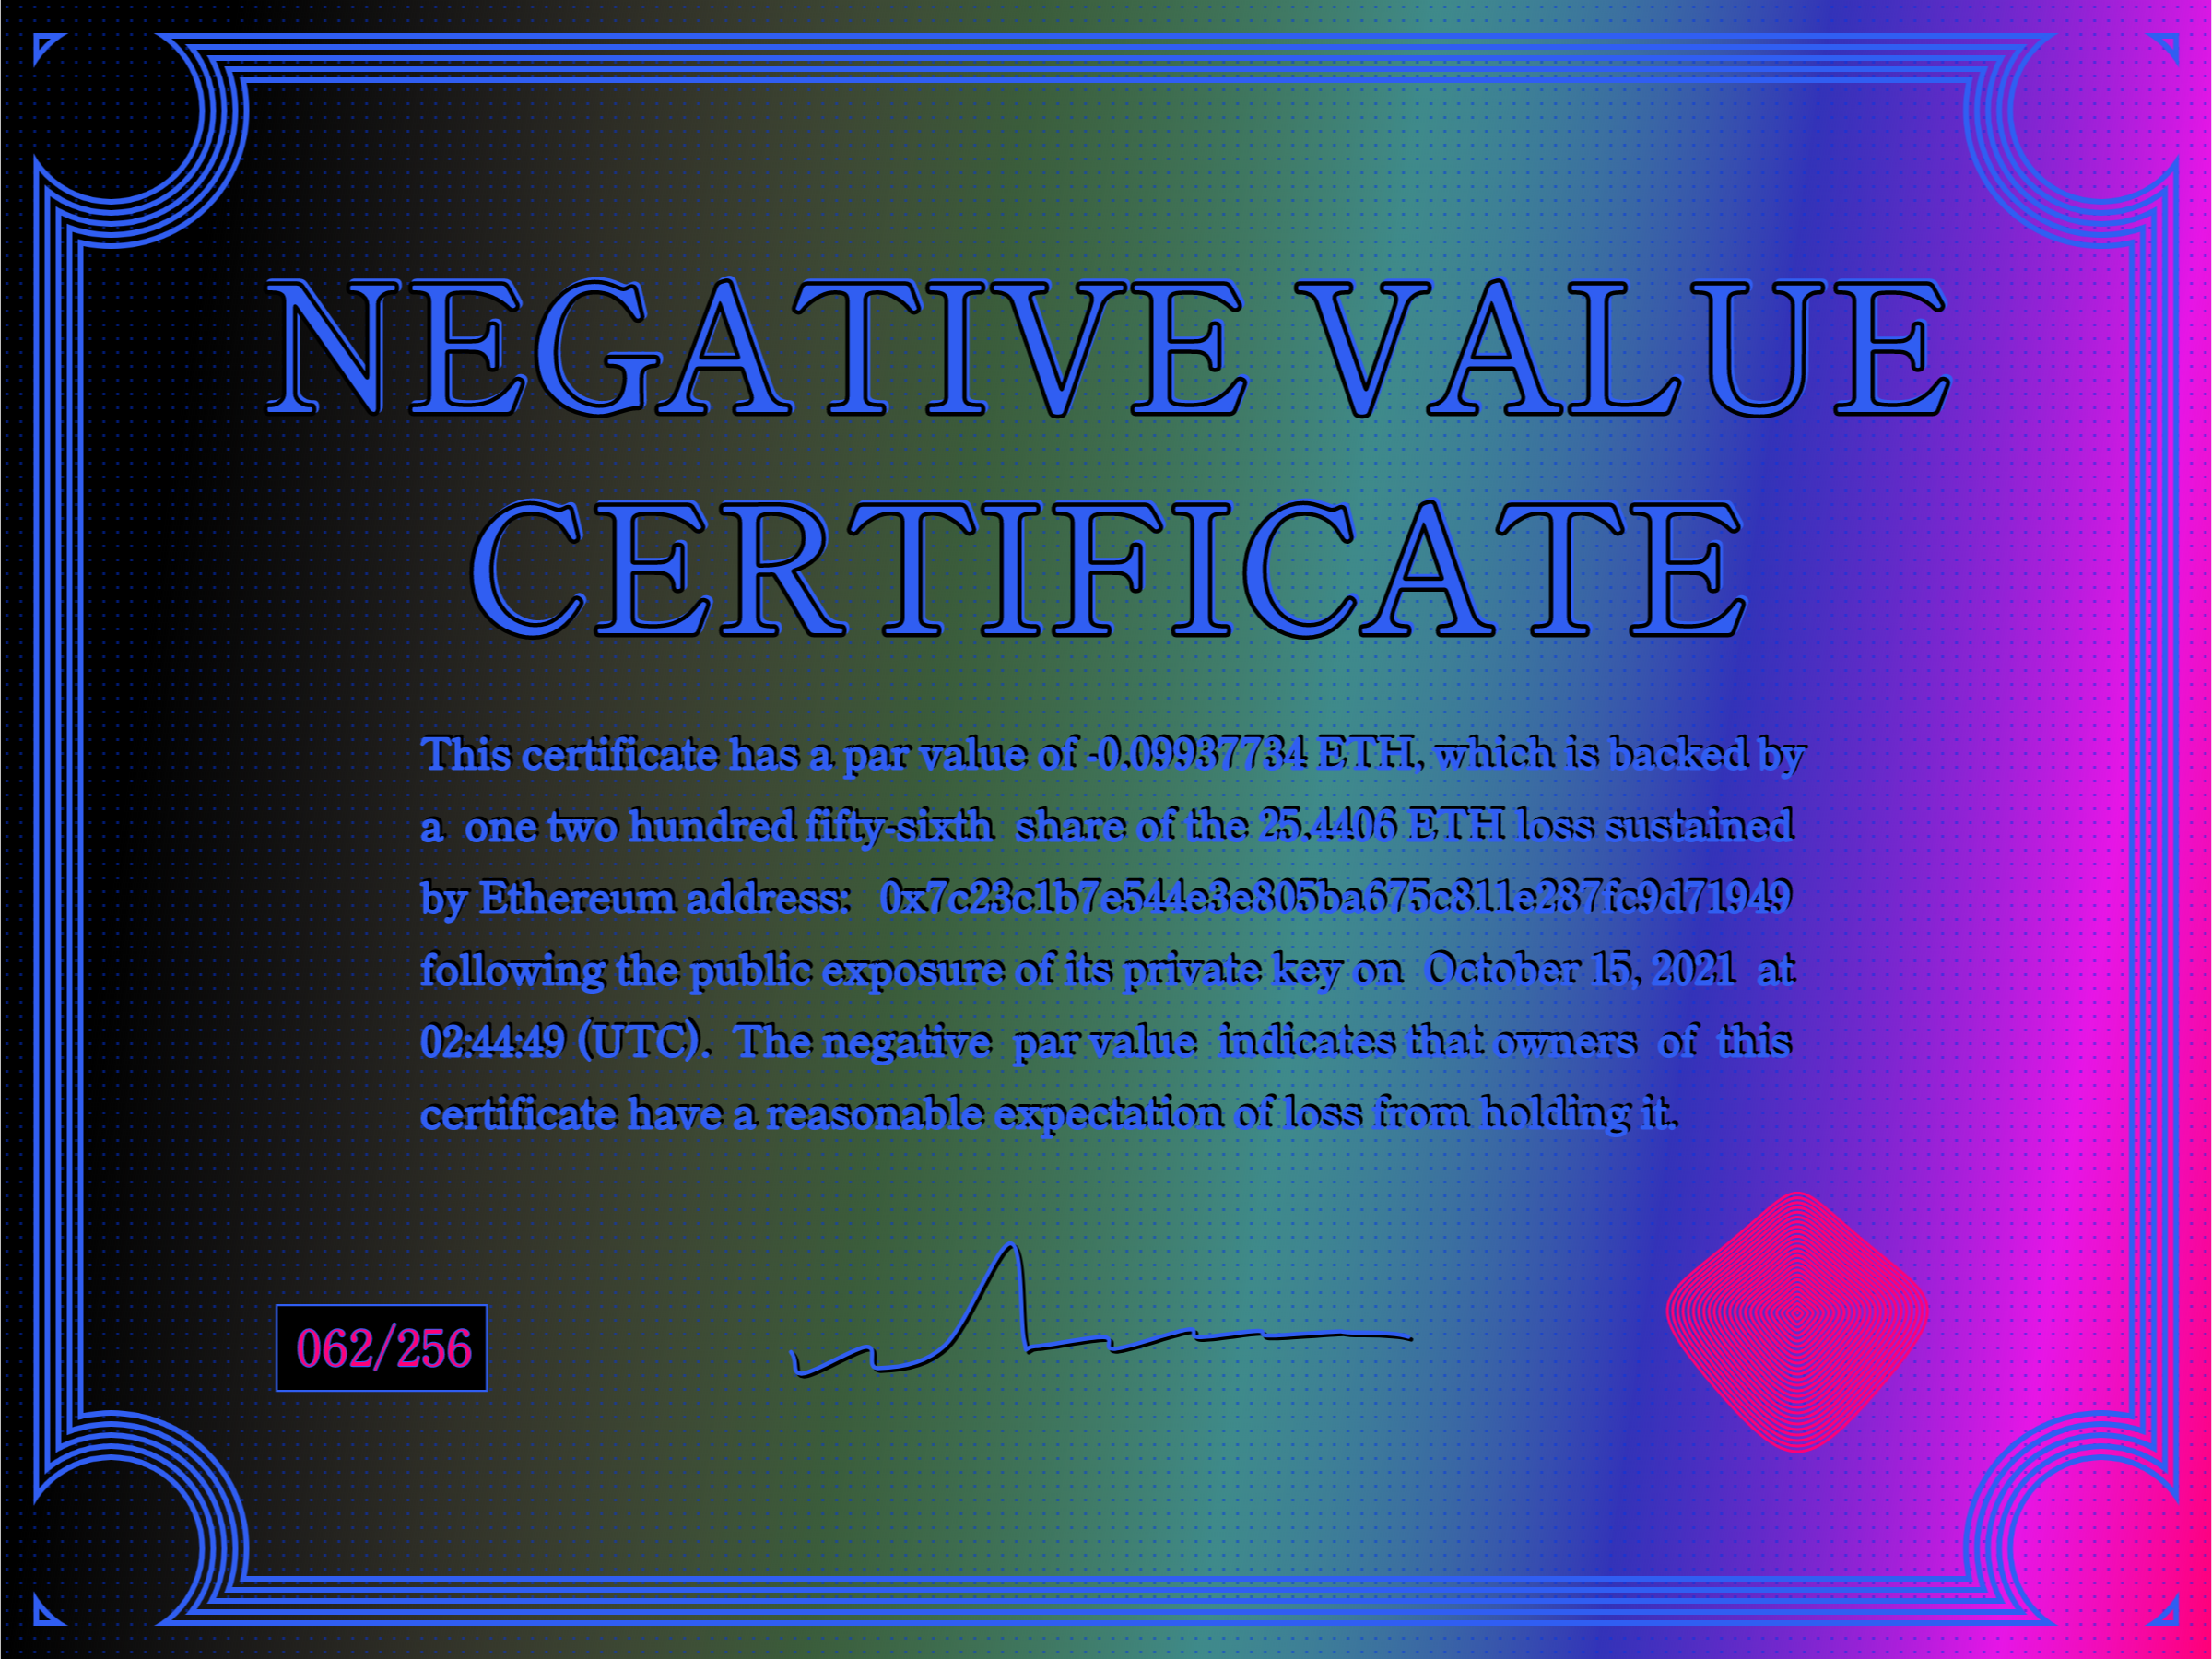 NEGATIVE VALUE
CERTIFICATE
This certificate has a par value of -0.09937734 ETH, which is backed by
a one two hundred fifty-sixth share of the 25.4406 ETH loss sustained
by Ethereum address: 0x7c23c1b7e544e3e805ba675c811e287fc9d71949
following the public exposure of its private key on October 15, 2021 at
02:44:49 (UTC). The negative par value indicates that owners of this
certificate have a reasonable expectation of loss from holding it.
062/256